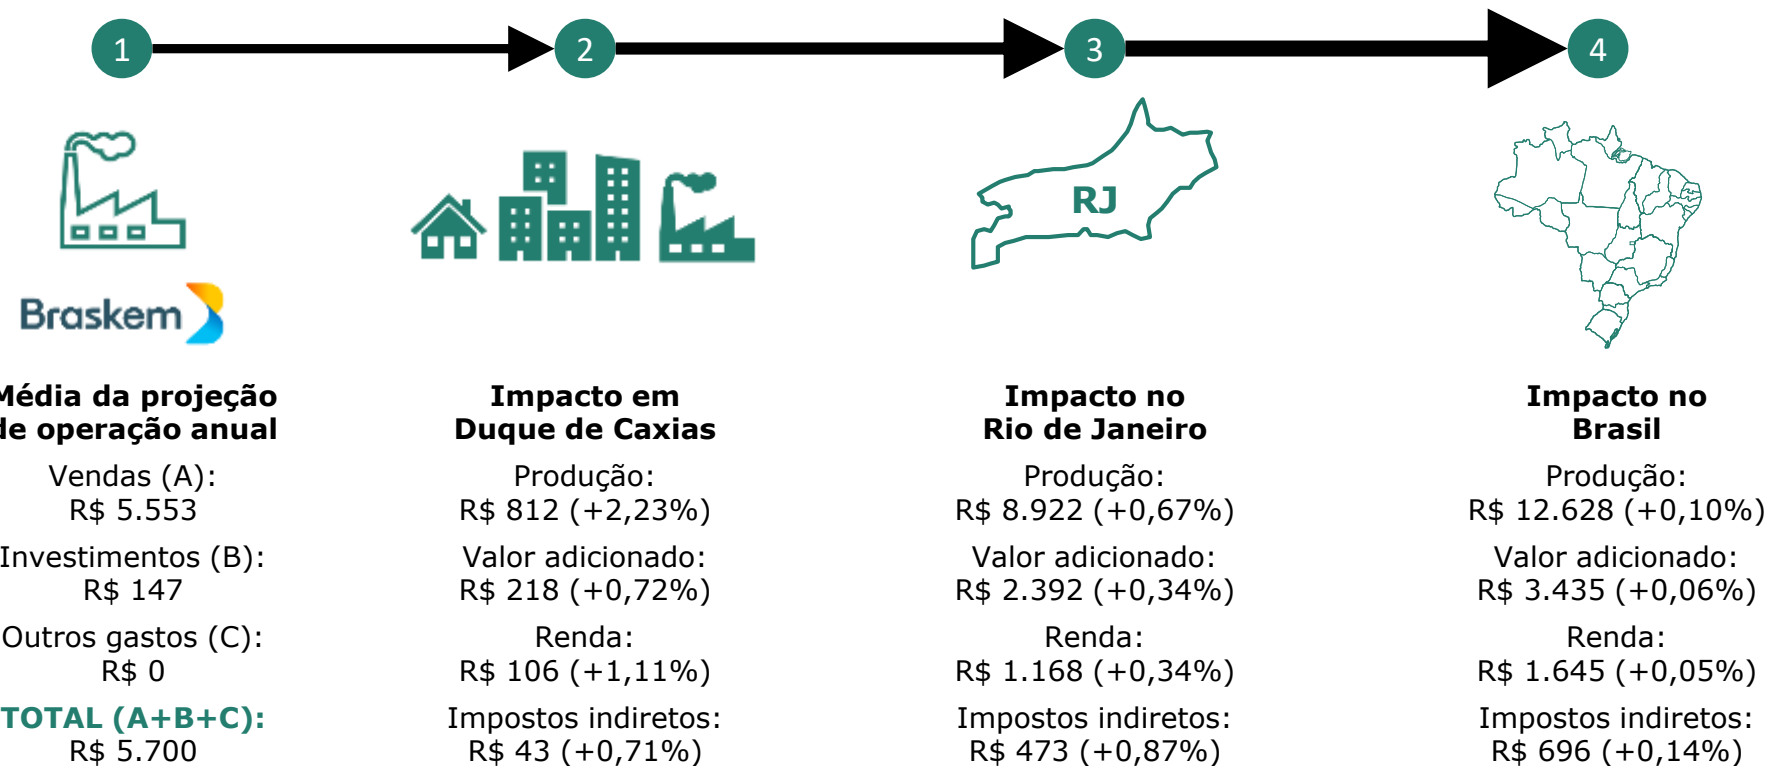 1
2
3
4
RJ
Braskem
Média da projeção
de operação anual
Vendas (A):
R$ 5.553
Investimentos (B):
R$ 147
Outros gastos (C):
R$ 0
TOTAL (A+B+C):
R$ 5.700
Impacto em
Duque de Caxias
Produção:
R$ 812 (+2,23%)
Valor adicionado:
R$ 218 (+0,72%)
Renda:
R$ 106 (+1,11%)
Impostos indiretos:
R$ 43 (+0,71%)
Impacto no
Rio de Janeiro
Produção:
R$ 8.922 (+0,67%)
Valor adicionado:
R$ 2.392 (+0,34%)
Renda:
R$ 1.168 (+0,34%)
Impostos indiretos:
R$ 473 (+0,87%)
Impacto no
Brasil
Produção:
R$ 12.628 (+0,10%)
Valor adicionado:
R$ 3.435 (+0,06%)
Renda:
R$ 1.645 (+0,05%)
Impostos indiretos:
R$ 696 (+0,14%)